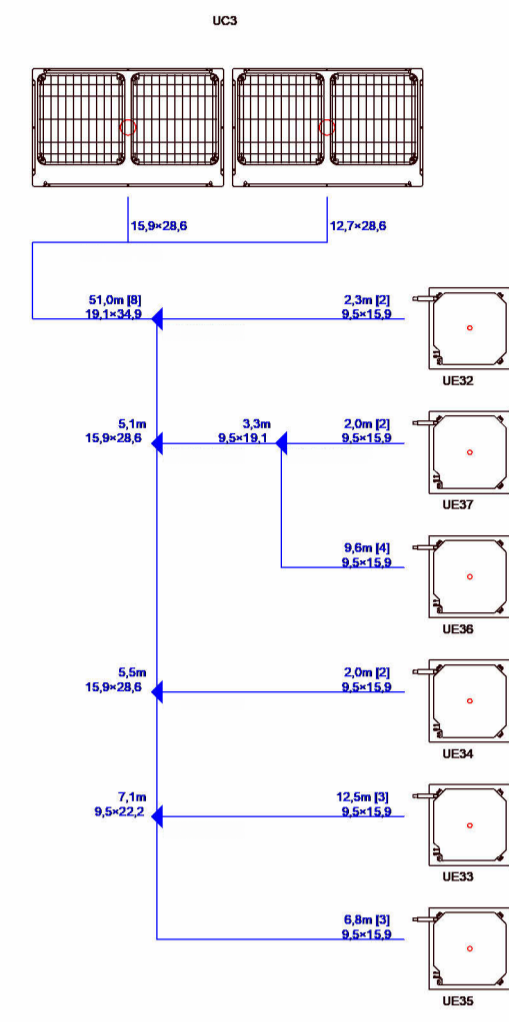 UC3
15,9×28,6
12,7×28,6
51,0m [8]
19,1×34,9
2,3m [2]
9,5×15,9
UE32
5,1m
15,9×28,6
3,3m
9,5×19,1
2,0m [2]
9,5×15,9
UE37
9,6m [4]
9,5×15,9
UE36
5,5m
15,9×28,6
2,0m [2]
9,5×15,9
UE34
7,1m
9,5×22,2
12,5m [3]
9,5×15,9
UE33
6,8m [3]
9,5×15,9
UE35